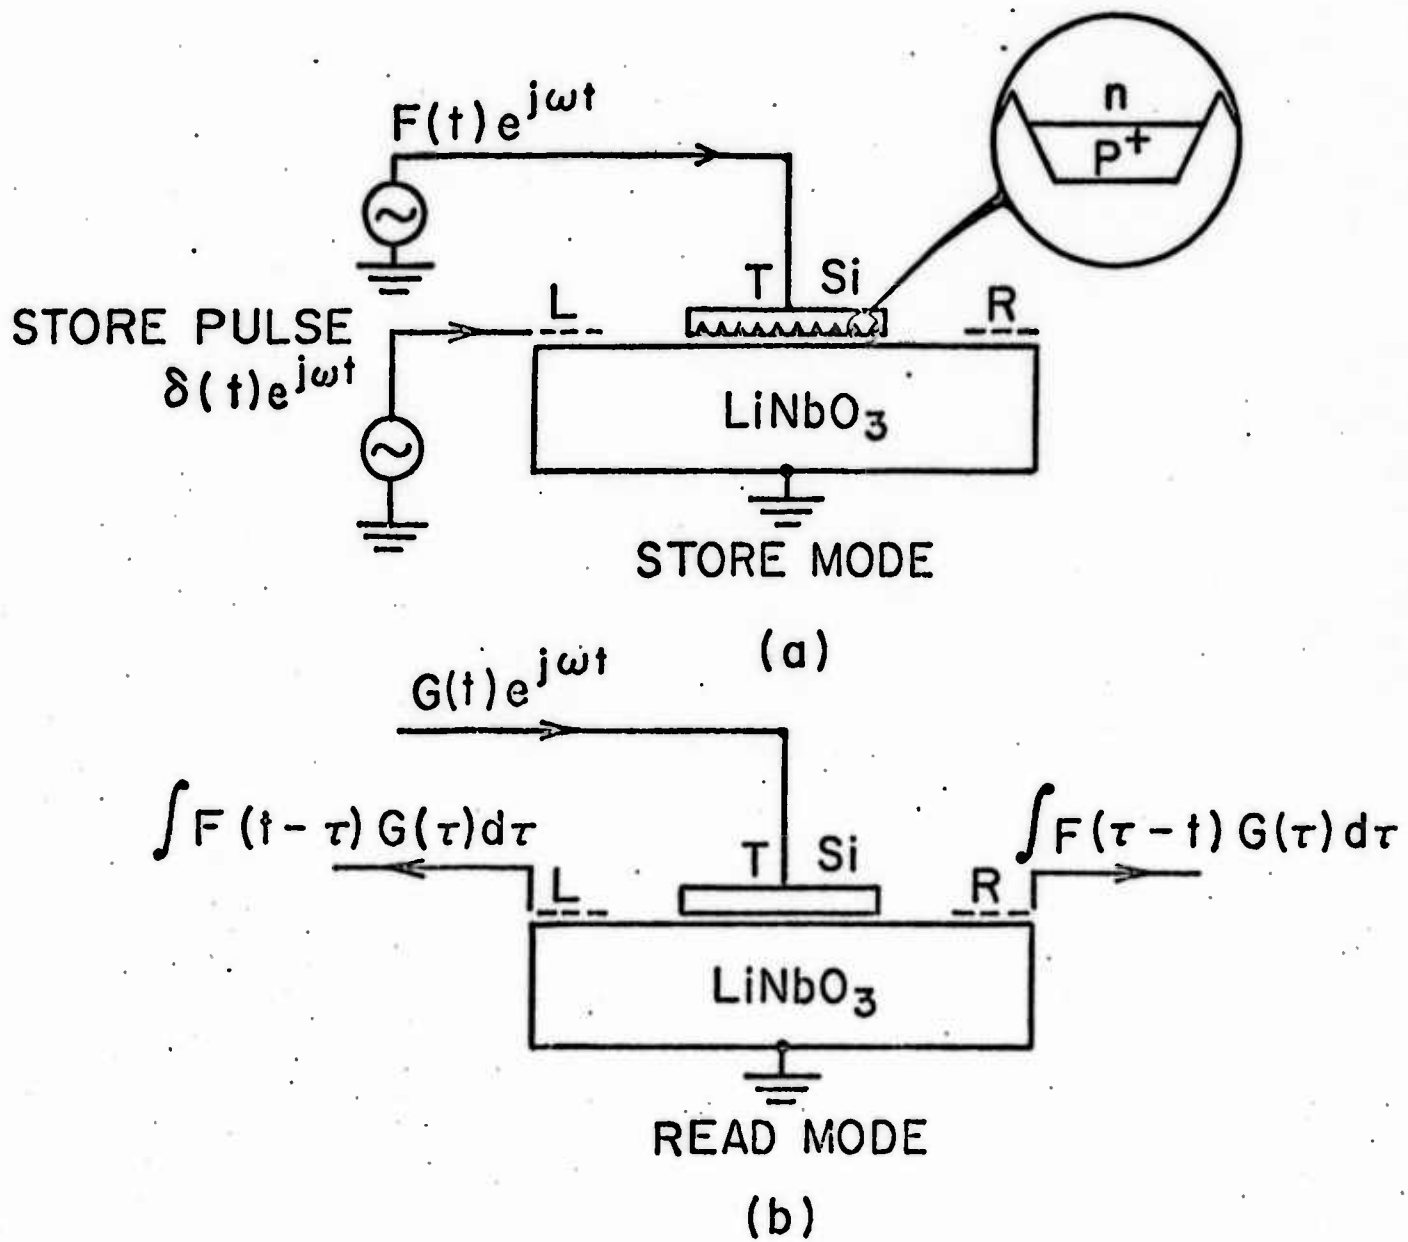 F(t)e^jωt
n
P+
T Si
L
R
STORE PULSE
δ(t)e^jωt
LiNbO3
STORE MODE
(a)
G(t)e^jωt
∫F(t-τ)G(τ)dτ
∫F(τ-t)G(τ)dτ
T Si
L
R
LiNbO3
READ MODE
(b)